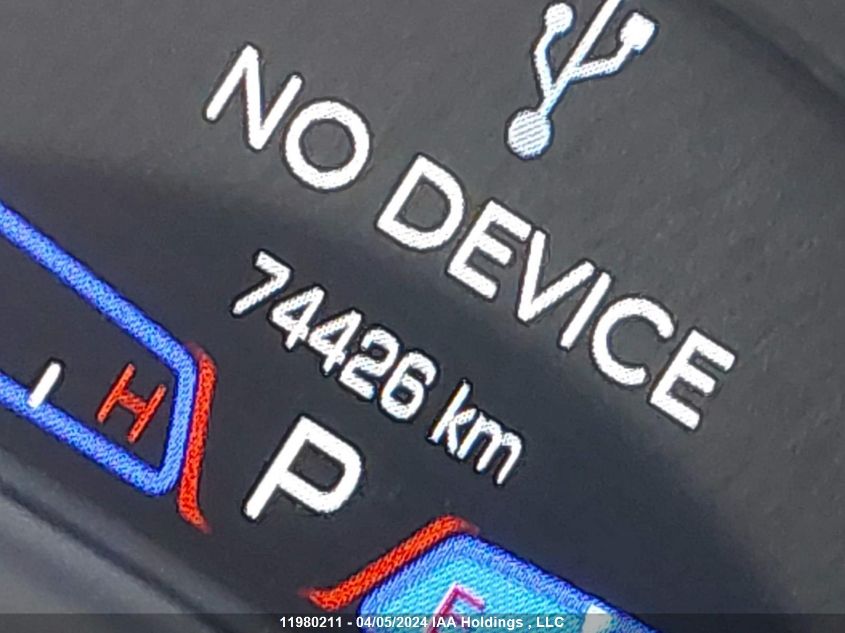 NO DEVICE
74426 km
H
P
E
11980211 - 04/05/2024 IAA Holdings , LLC